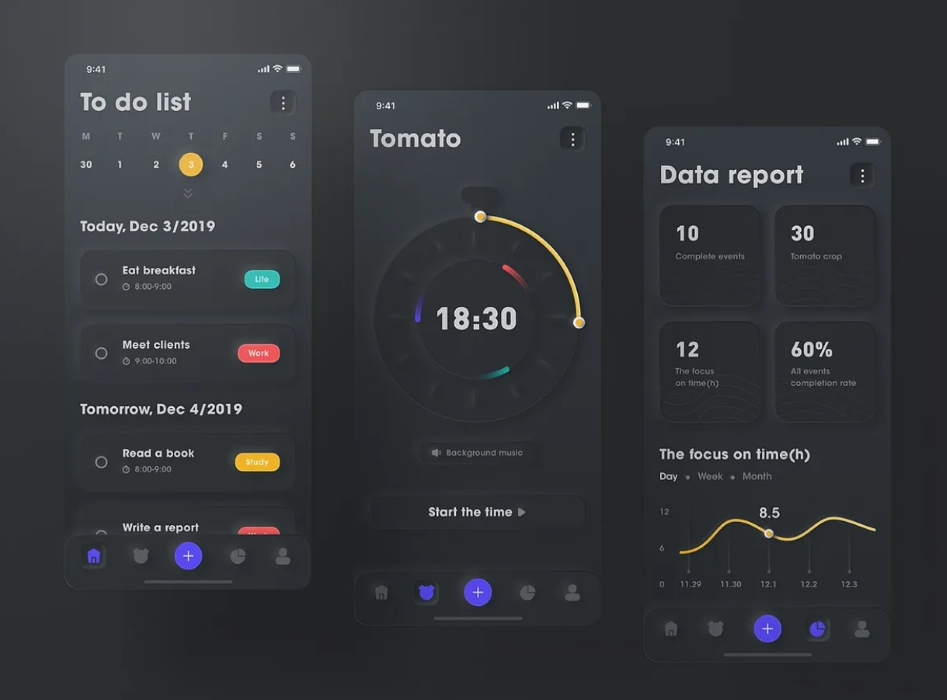 9:41
To do list
M T W T F S S
30 1 2 3 4 5 6
Today, Dec 3/2019
Eat breakfast
8:00-9:00
Life
Meet clients
9:00-10:00
Work
Tomorrow, Dec 4/2019
Read a book
8:00-9:00
Study
Write a report
9:41
Tomato
18:30
Background music
Start the time
9:41
Data report
10
Complete events
30
Tomato crop
12
The focus
on time(h)
60%
All events
completion rate
The focus on time(h)
Day Week Month
12
8.5
6
0 11.29 11.30 12.1 12.2 12.3